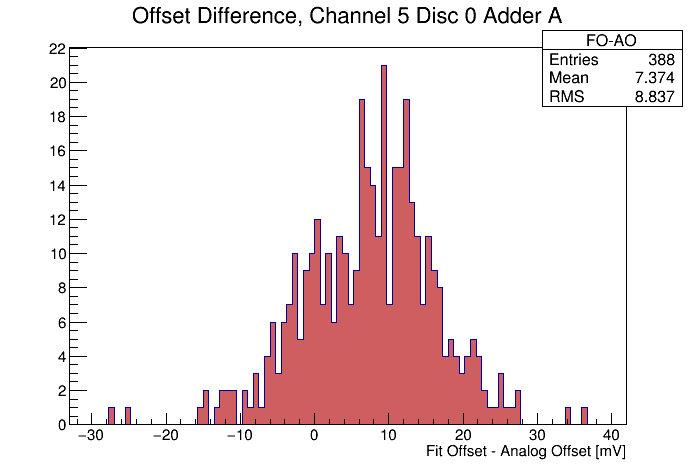 Offset Difference, Channel 5 Disc 0 Adder A
FO-AO
Entries 388
Mean 7.374
RMS 8.837
22
20
18
16
14
12
10
8
6
4
2
0
−30 −20 −10 0 10 20 30 40
Fit Offset - Analog Offset [mV]